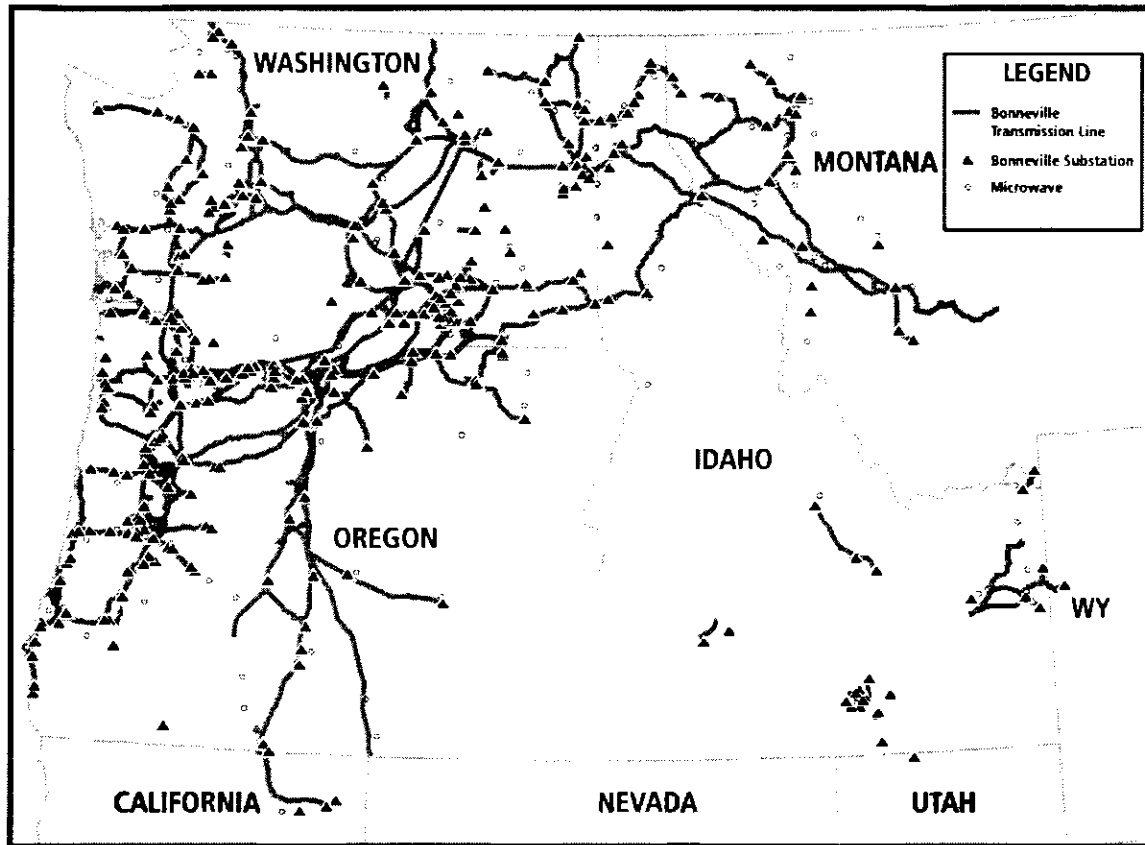 WASHINGTON
LEGEND
Bonneville
Transmission Line
Bonneville Substation
Microwave
MONTANA
IDAHO
OREGON
WY
CALIFORNIA
NEVADA
UTAH